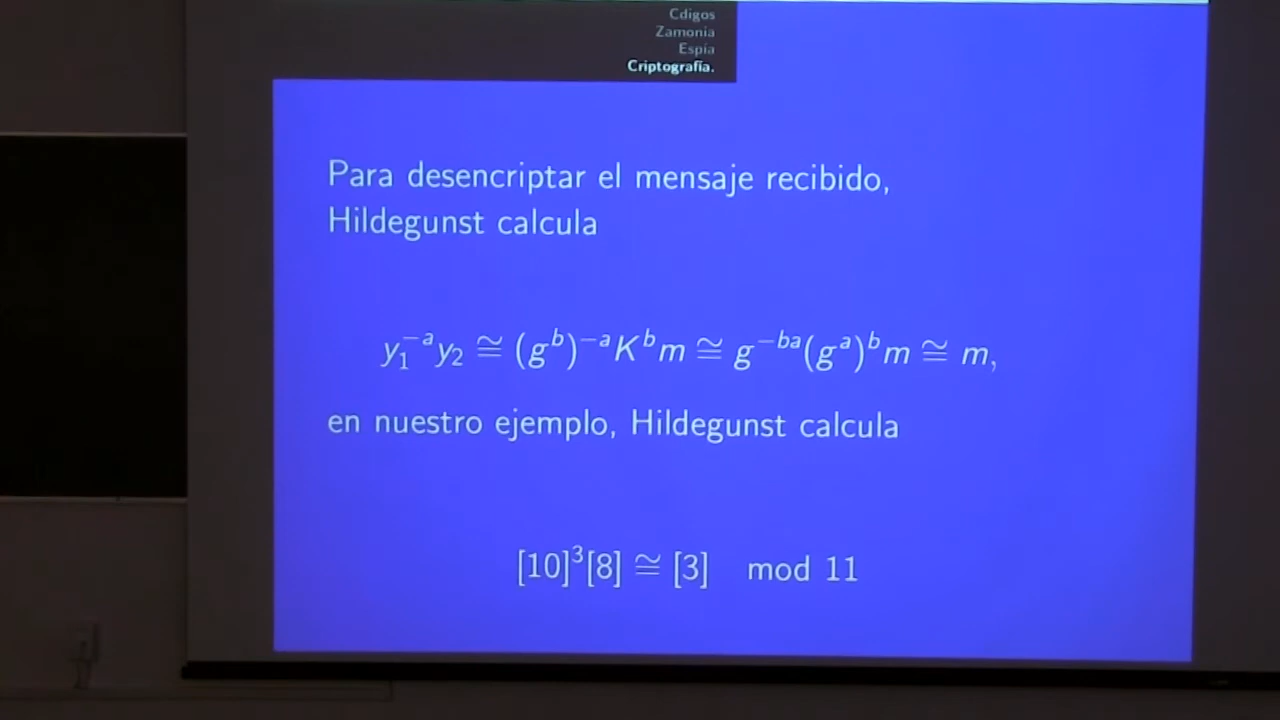 Cdigos
Zamonia
Espia
Criptografía.
Para desencriptar el mensaje recibido,
Hildegunst calcula
y₁⁻ᵃy₂ ≅ (gᵇ)⁻ᵃKᵇm ≅ g⁻ᵇᵃ(gᵃ)ᵇm ≅ m,
en nuestro ejemplo, Hildegunst calcula
[10]³[8] ≅ [3] mod 11